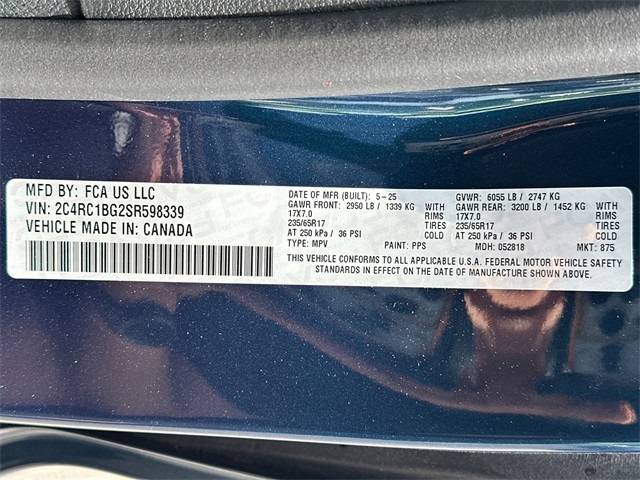 MFD BY: FCA US LLC
VIN: 2C4RC1BG2SR598339
VEHICLE MADE IN: CANADA
DATE OF MFR (BUILT): 5-25 GVWR: 6055 LB / 2747 KG
GAWR FRONT: 2950 LB / 1339 KG WITH GAWR REAR: 3200 LB / 1452 KG WITH
17X7.0 RIMS 17X7.0 RIMS
235/65R17 TIRES 235/65R17 TIRES
AT 250 kPa / 36 PSI COLD AT 250 kPa / 36 PSI COLD
TYPE: MPV PAINT: PPS MDH: 052818 MKT: 875
THIS VEHICLE CONFORMS TO ALL APPLICABLE U.S.A. FEDERAL MOTOR VEHICLE SAFETY
STANDARDS IN EFFECT ON THE DATE OF MANUFACTURE SHOWN ABOVE.